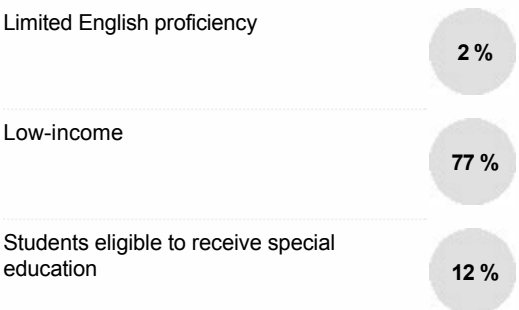 Limited English proficiency
2 %
Low-income
77 %
Students eligible to receive special
education
12 %